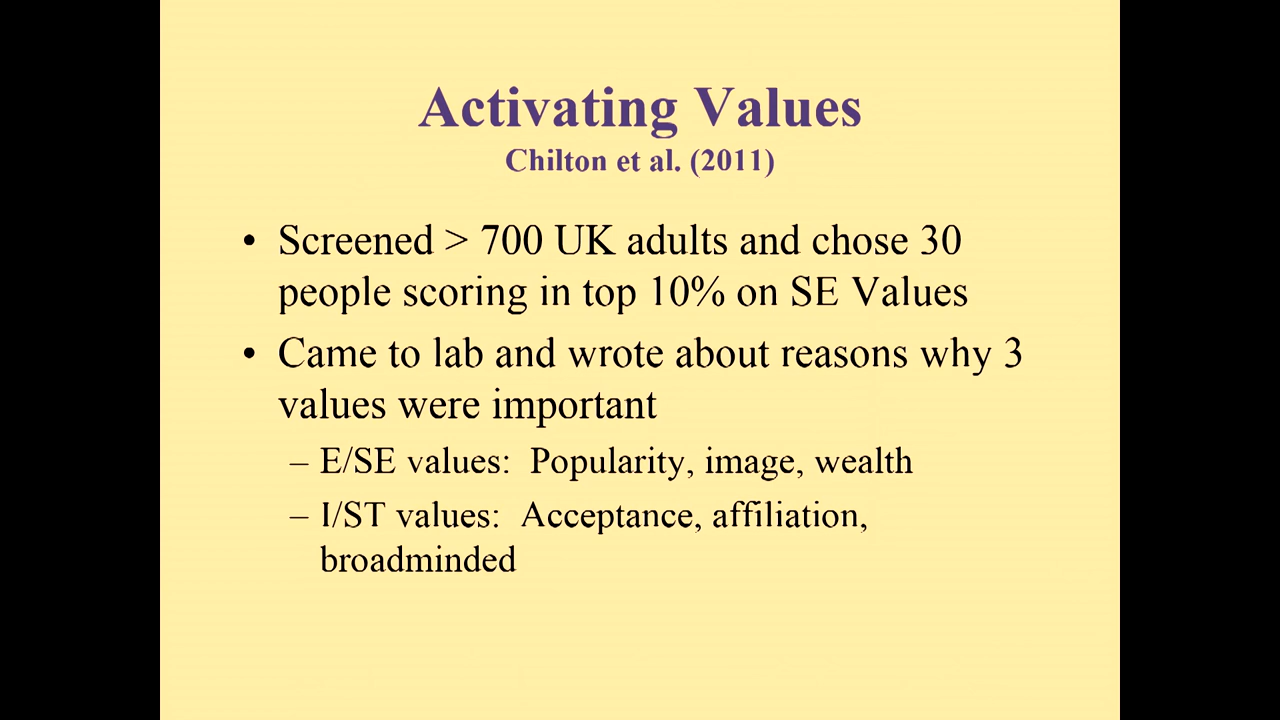 Activating Values
Chilton et al. (2011)
• Screened > 700 UK adults and chose 30
people scoring in top 10% on SE Values
• Came to lab and wrote about reasons why 3
values were important
– E/SE values: Popularity, image, wealth
– I/ST values: Acceptance, affiliation,
broadminded